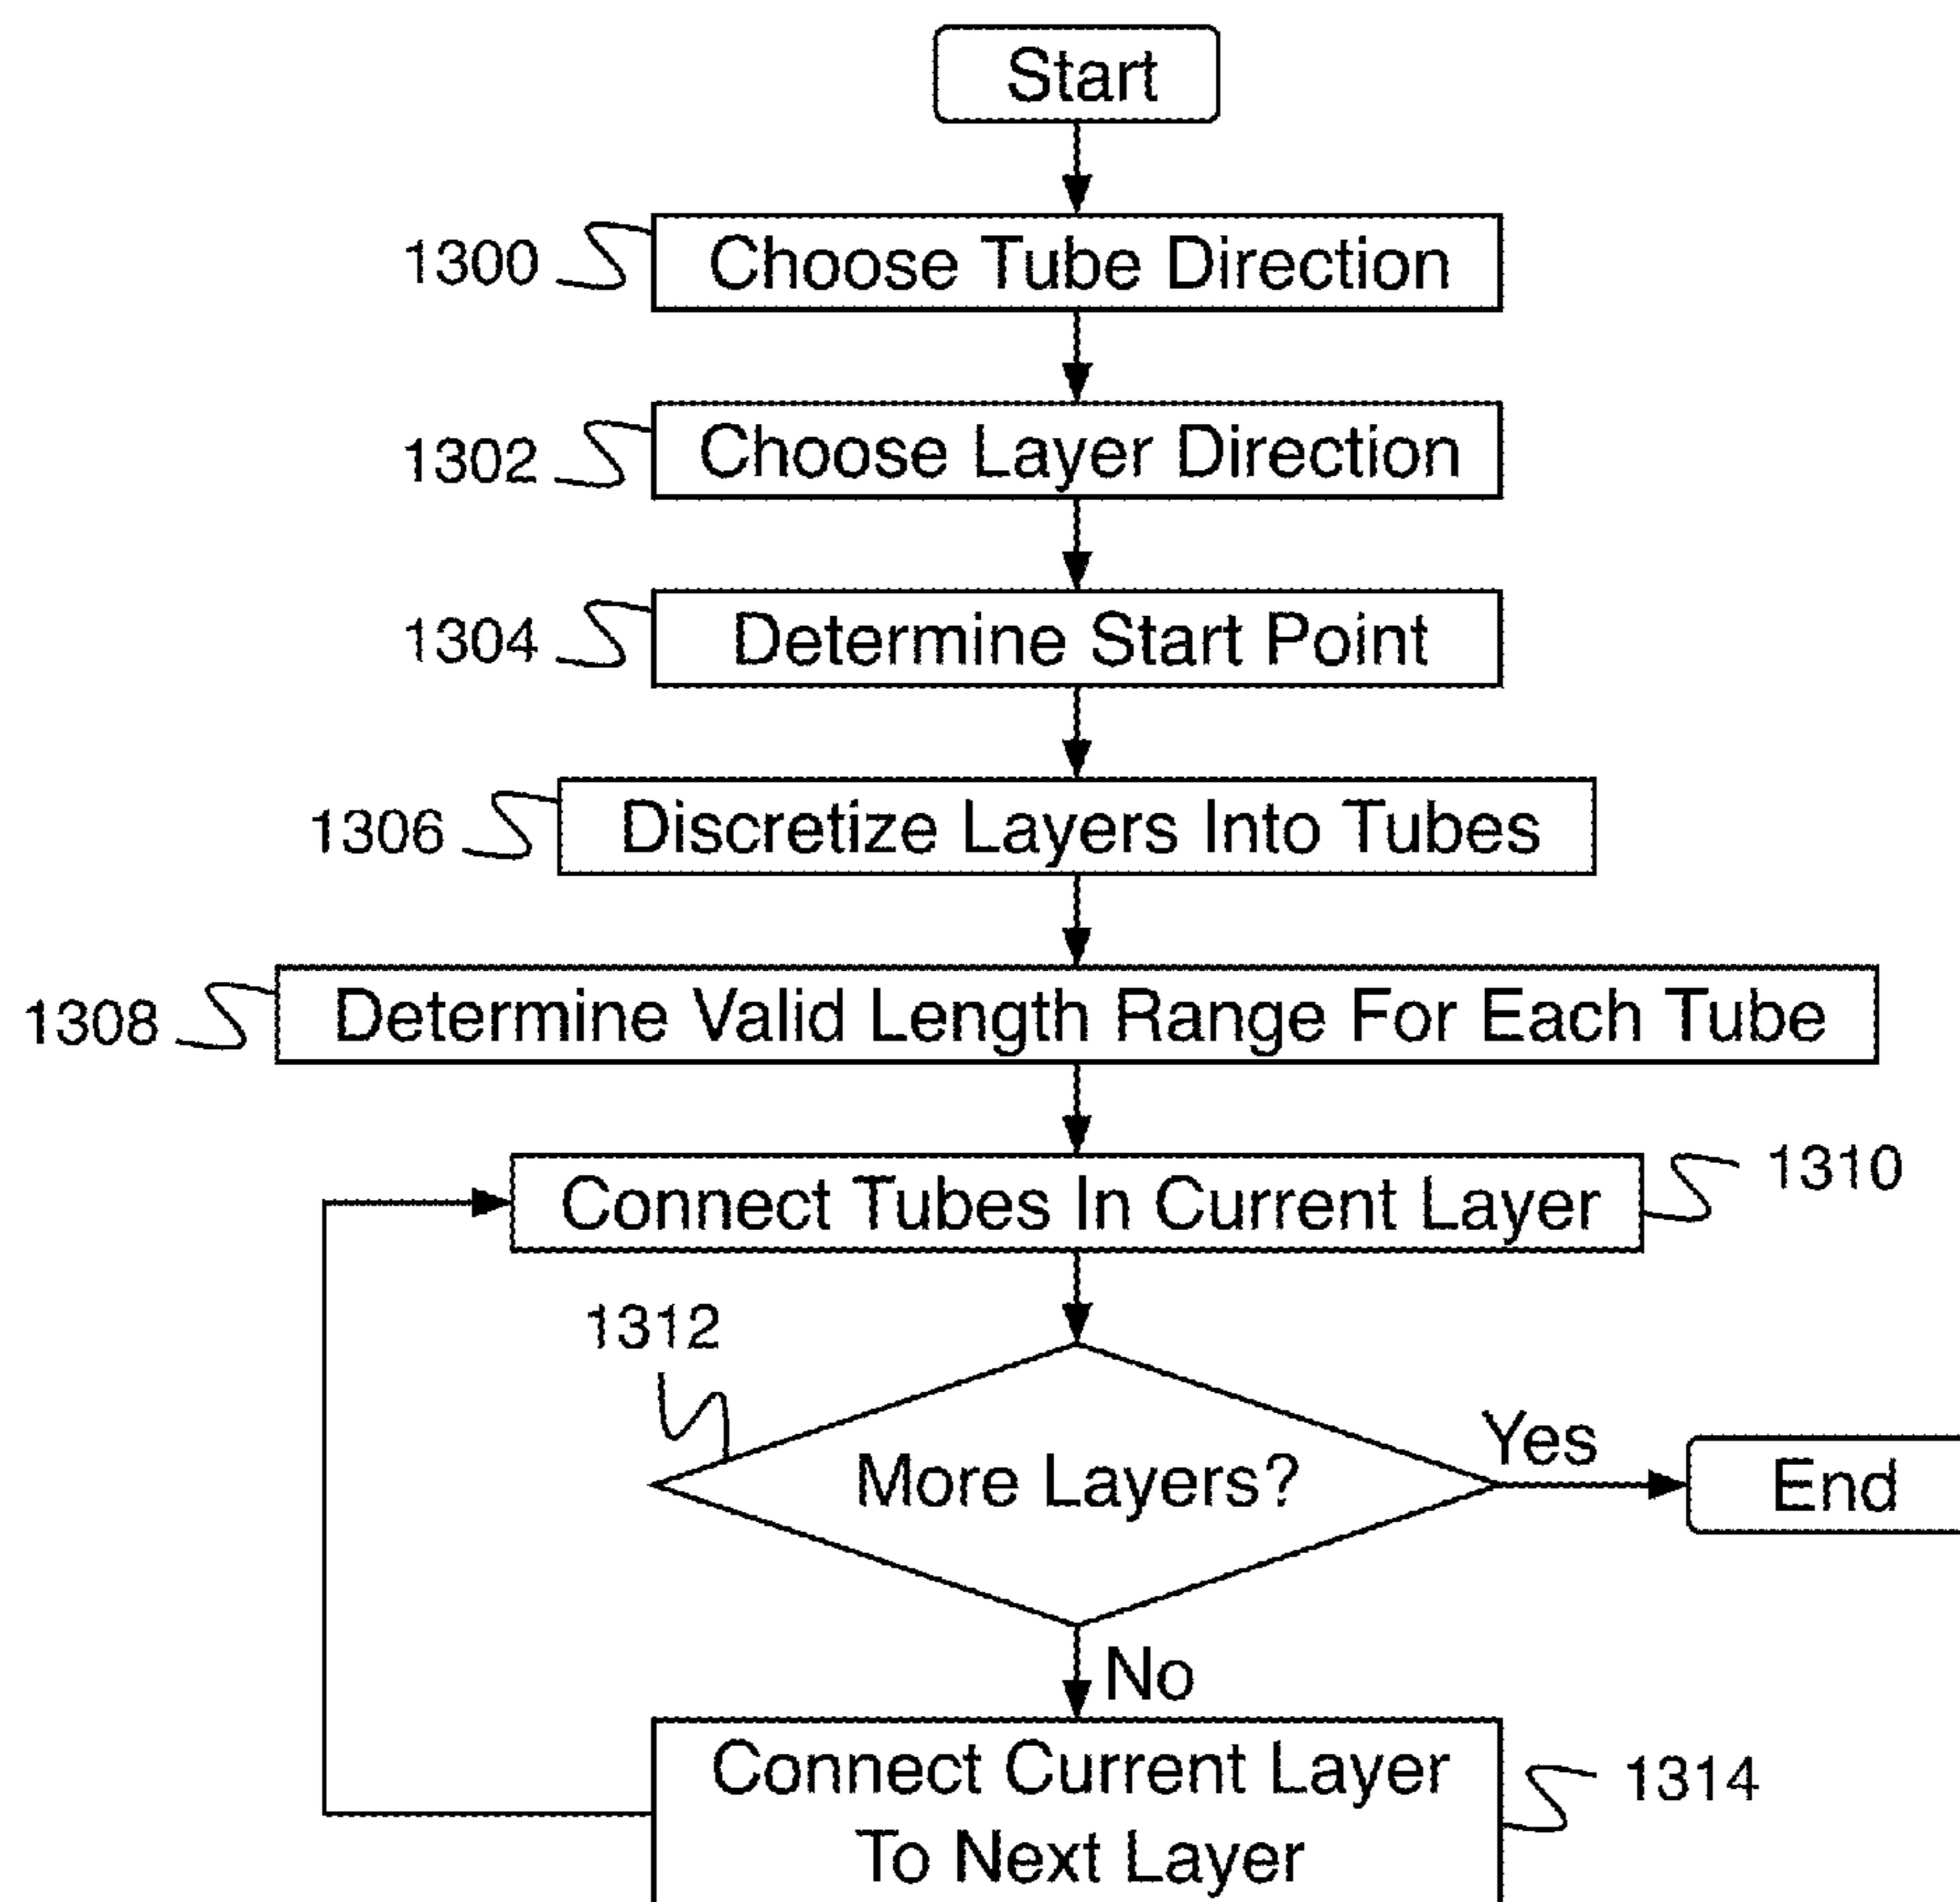 Start
1300
Choose Tube Direction
1302
Choose Layer Direction
1304
Determine Start Point
1306
Discretize Layers Into Tubes
1308
Determine Valid Length Range For Each Tube
Connect Tubes In Current Layer
1310
1312
More Layers?
Yes
End
No
Connect Current Layer
To Next Layer
1314